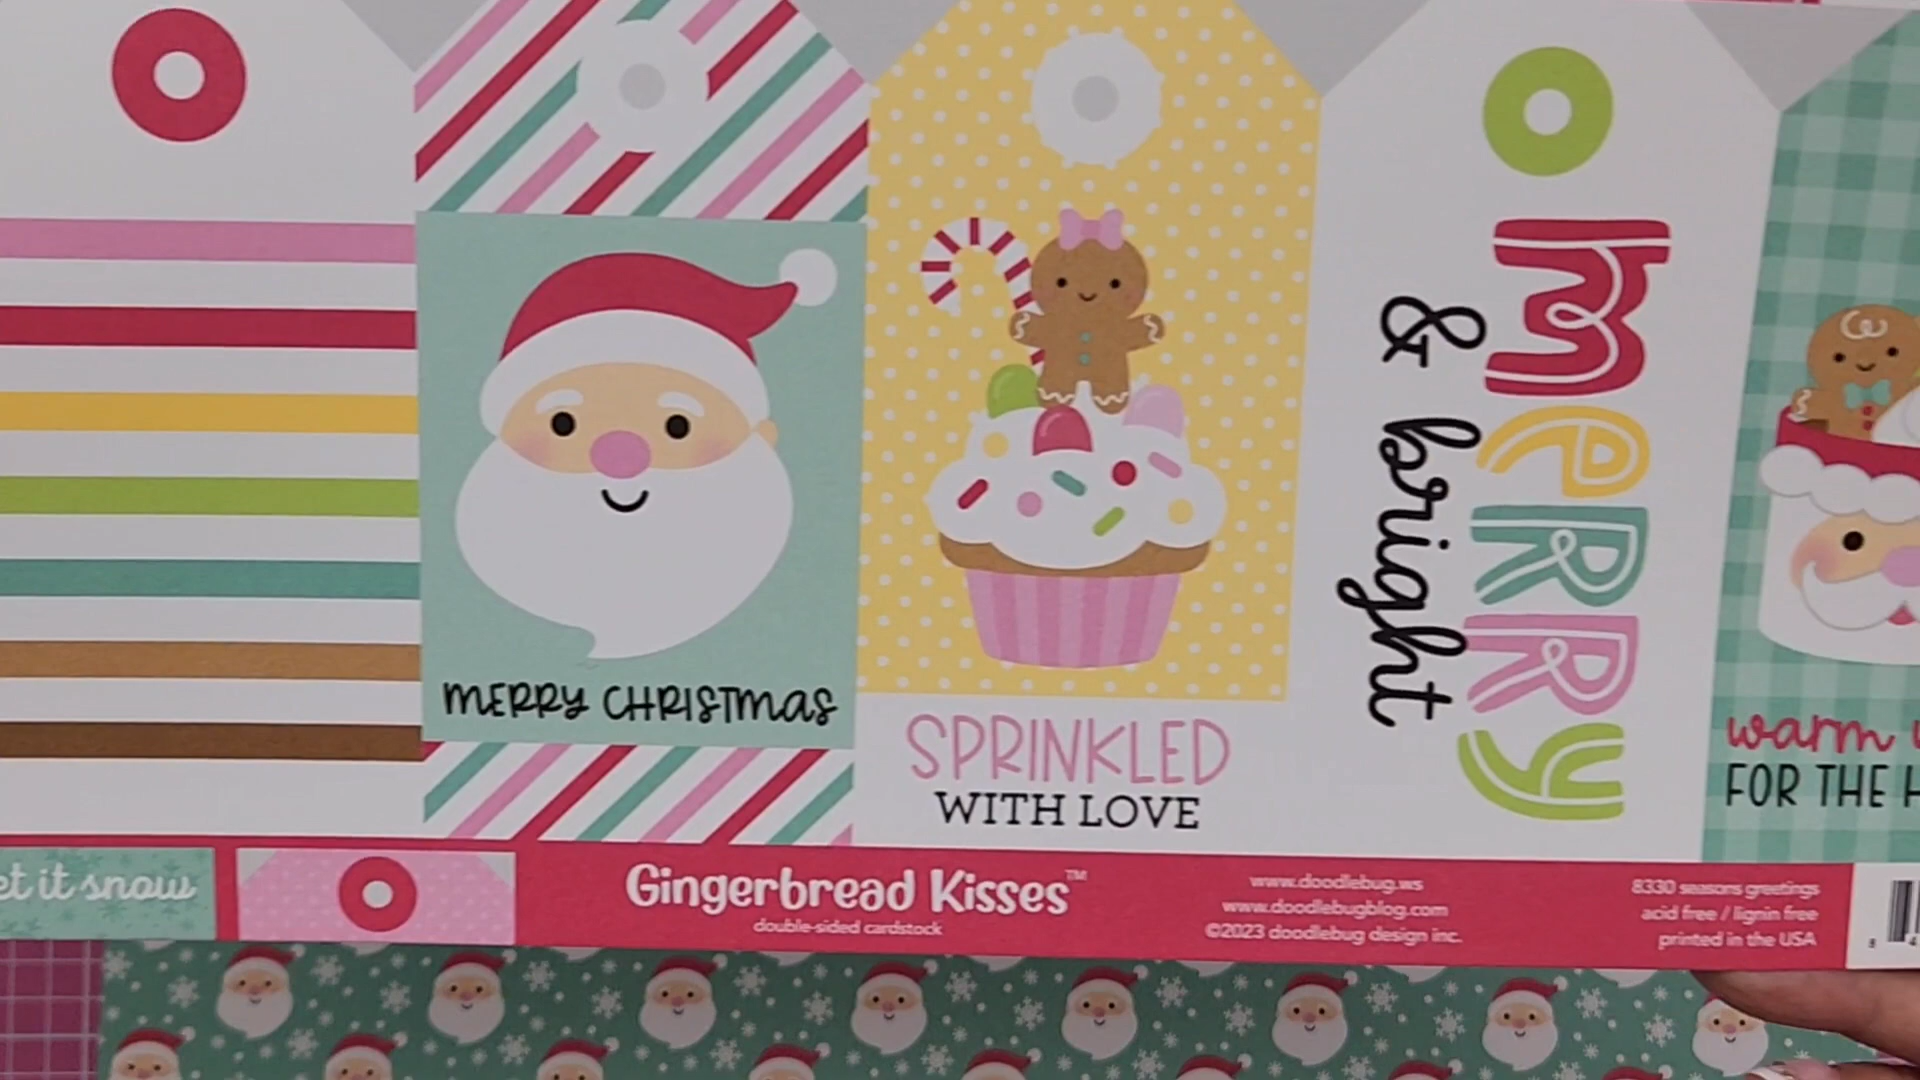 MERRY CHRISTMAS
SPRINKLED
WITH LOVE
MERRY
& bright
warm
FOR THE
it snow
Gingerbread Kisses™
double-sided cardstock
www.doodlebug.ws
www.doodlebugblog.com
©2023 doodlebug design inc.
8330 seasons greetings
acid free / lignin free
printed in the USA